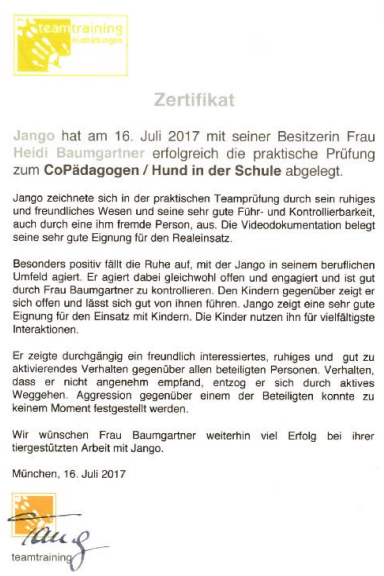 teamtraining
ausbildungen
Zertifikat
Jango hat am 16. Juli 2017 mit seiner Besitzerin Frau
Heidi Baumgartner erfolgreich die praktische Prüfung
zum CoPädagogen / Hund in der Schule abgelegt.
Jango zeichnete sich in der praktischen Teamprüfung durch sein ruhiges
und freundliches Wesen und seine sehr gute Führ- und Kontrollierbarkeit,
auch durch eine ihm fremde Person, aus. Die Videodokumentation belegt
seine sehr gute Eignung für den Realeinsatz.
Besonders positiv fällt die Ruhe auf, mit der Jango in seinem beruflichen
Umfeld agiert. Er agiert dabei gleichwohl offen und engagiert und ist gut
durch Frau Baumgartner zu kontrollieren. Den Kindern gegenüber zeigt er
sich offen und lässt sich gut von ihnen führen. Jango zeigt eine sehr gute
Eignung für den Einsatz mit Kindern. Die Kinder nutzen ihn für vielfältigste
Interaktionen.
Er zeigte durchgängig ein freundlich interessiertes, ruhiges und gut zu
aktivierendes Verhalten gegenüber allen beteiligten Personen. Verhalten,
dass er nicht angenehm empfand, entzog er sich durch aktives
Weggehen. Aggression gegenüber einem der Beteiligten konnte zu
keinem Moment festgestellt werden.
Wir wünschen Frau Baumgartner weiterhin viel Erfolg bei ihrer
tiergestützten Arbeit mit Jango.
München, 16. Juli 2017
teamtraining